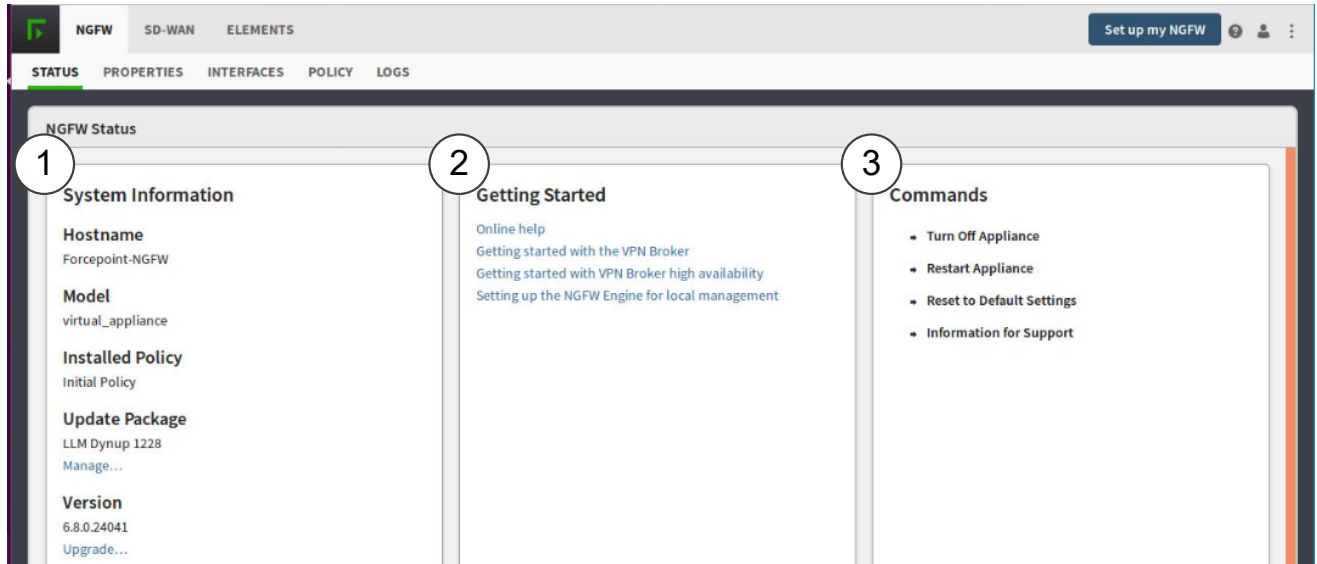 NGFW SD-WAN ELEMENTS Set up my NGFW
STATUS PROPERTIES INTERFACES POLICY LOGS
NGFW Status
1
System Information
Hostname
Forcepoint-NGFW
Model
virtual_appliance
Installed Policy
Initial Policy
Update Package
LLM Dynup 1228
Manage...
Version
6.8.0.24041
Upgrade...
2
Getting Started
Online help
Getting started with the VPN Broker
Getting started with VPN Broker high availability
Setting up the NGFW Engine for local management
3
Commands
Turn Off Appliance
Restart Appliance
Reset to Default Settings
Information for Support